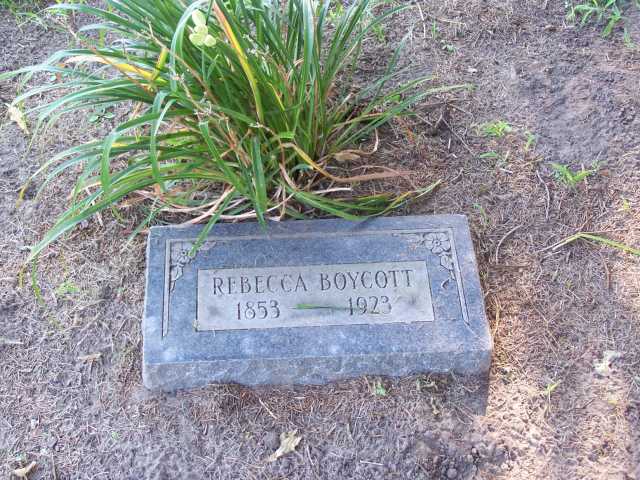 REBECCA BOYCOTT
1853 — 1923